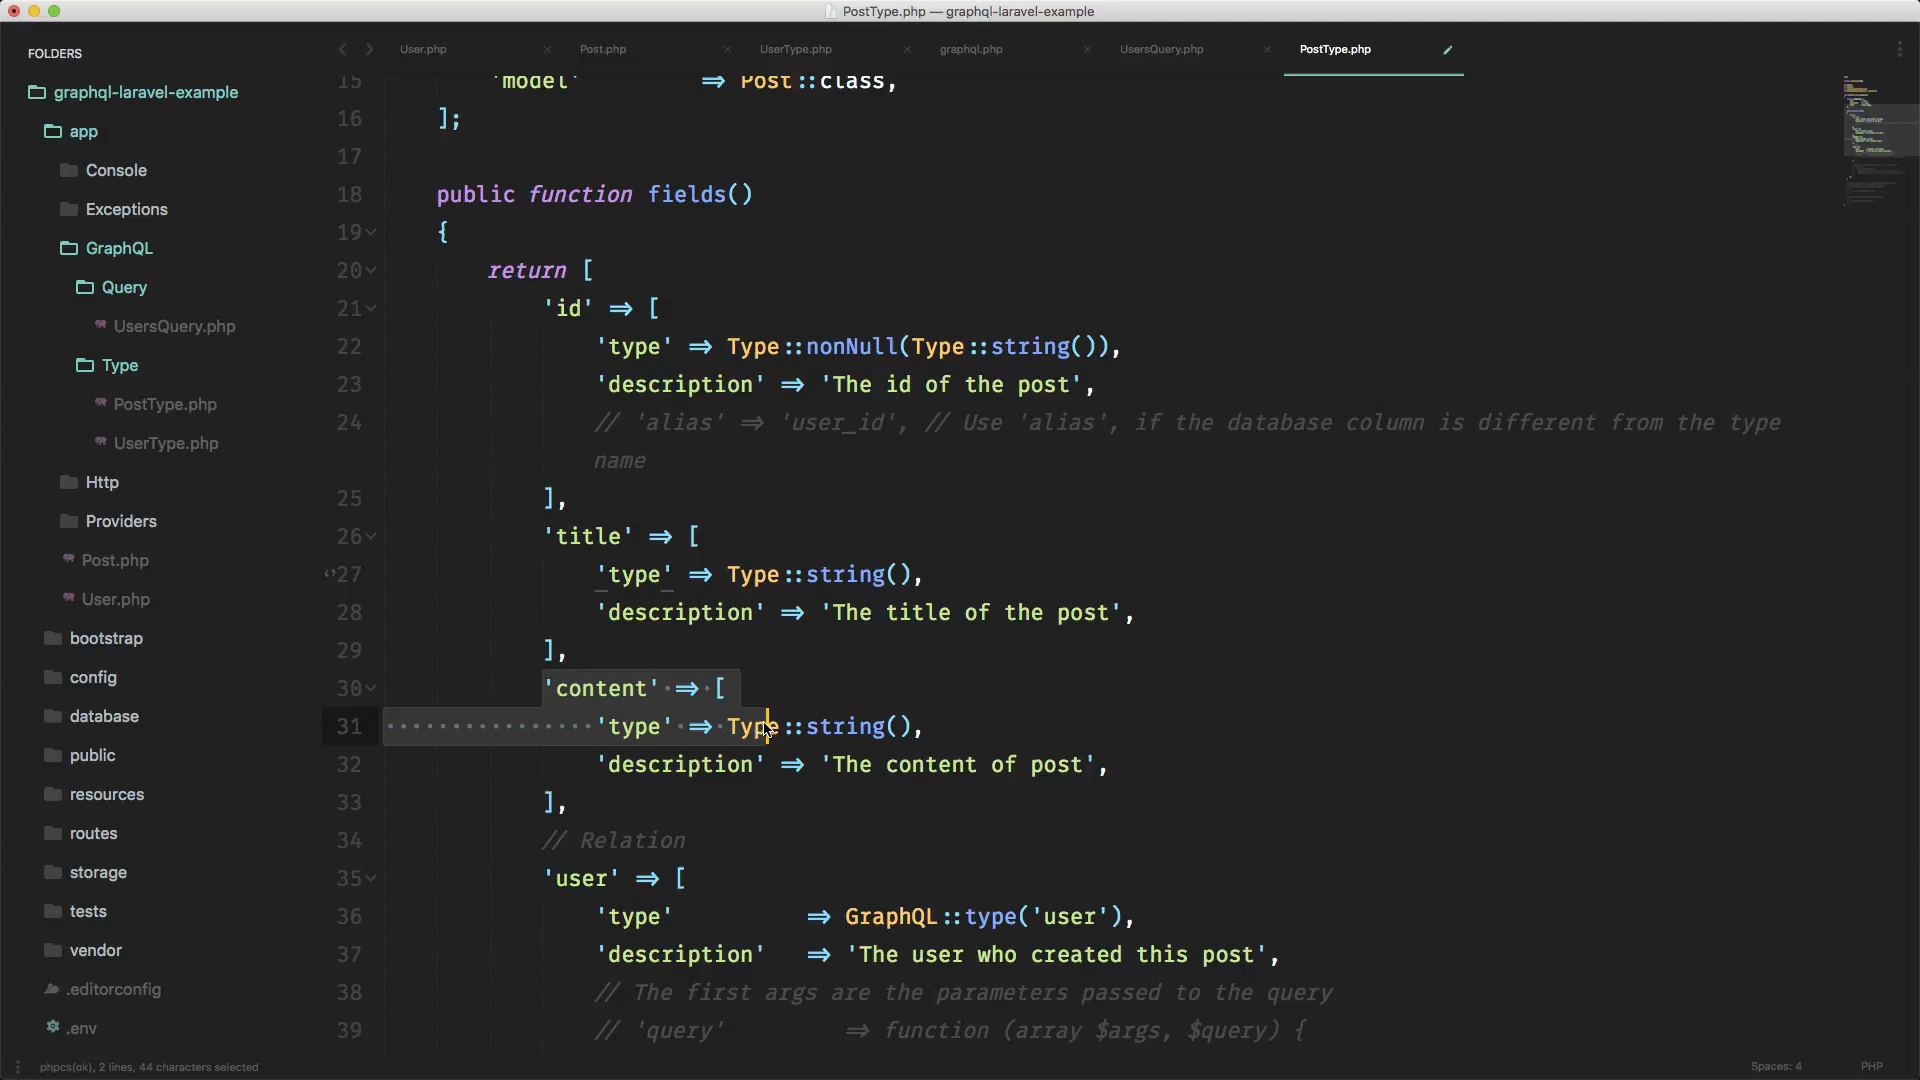 PostType.php — graphql-laravel-example
FOLDERS
graphql-laravel-example
app
Console
Exceptions
GraphQL
Query
UsersQuery.php
Type
PostType.php
UserType.php
Http
Providers
Post.php
User.php
bootstrap
config
database
public
resources
routes
storage
tests
vendor
.editorconfig
.env
User.php
Post.php
UserType.php
graphql.php
UsersQuery.php
PostType.php
15 'model' => Post::class,
16 ];
17
18 public function fields()
19 {
20 return [
21 'id' => [
22 'type' => Type::nonNull(Type::string()),
23 'description' => 'The id of the post',
24 // 'alias' => 'user_id', // Use 'alias', if the database column is different from the type
name
25 ],
26 'title' => [
27 'type' => Type::string(),
28 'description' => 'The title of the post',
29 ],
30 'content' => [
31 'type' => Type::string(),
32 'description' => 'The content of post',
33 ],
34 // Relation
35 'user' => [
36 'type' => GraphQL::type('user'),
37 'description' => 'The user who created this post',
38 // The first args are the parameters passed to the query
39 // 'query' => function (array $args, $query) {
phpcs(ok), 2 lines, 44 characters selected
Spaces: 4
PHP